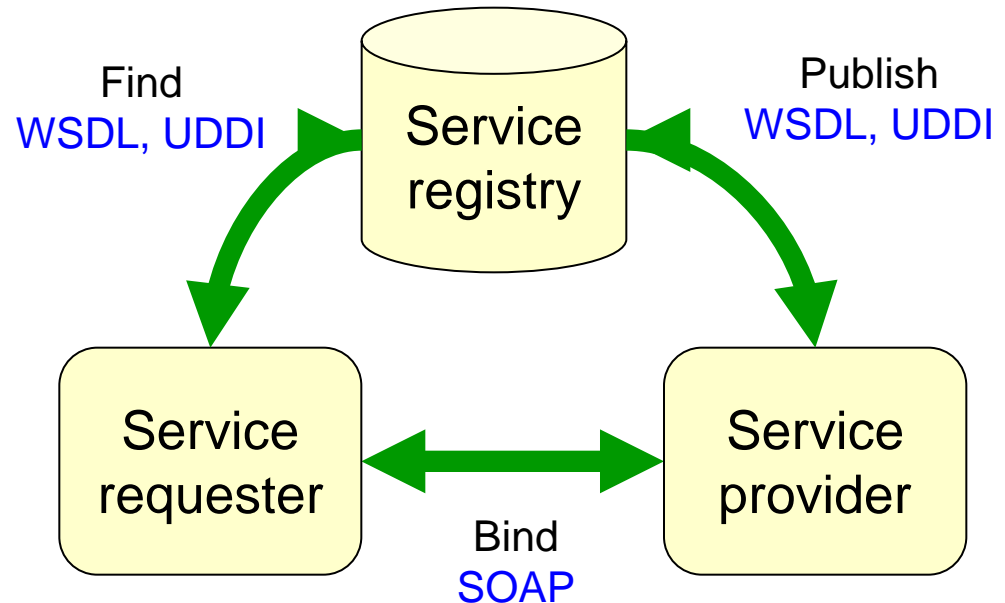 Find
WSDL, UDDI
Service
registry
Publish
WSDL, UDDI
Service
requester
Service
provider
Bind
SOAP